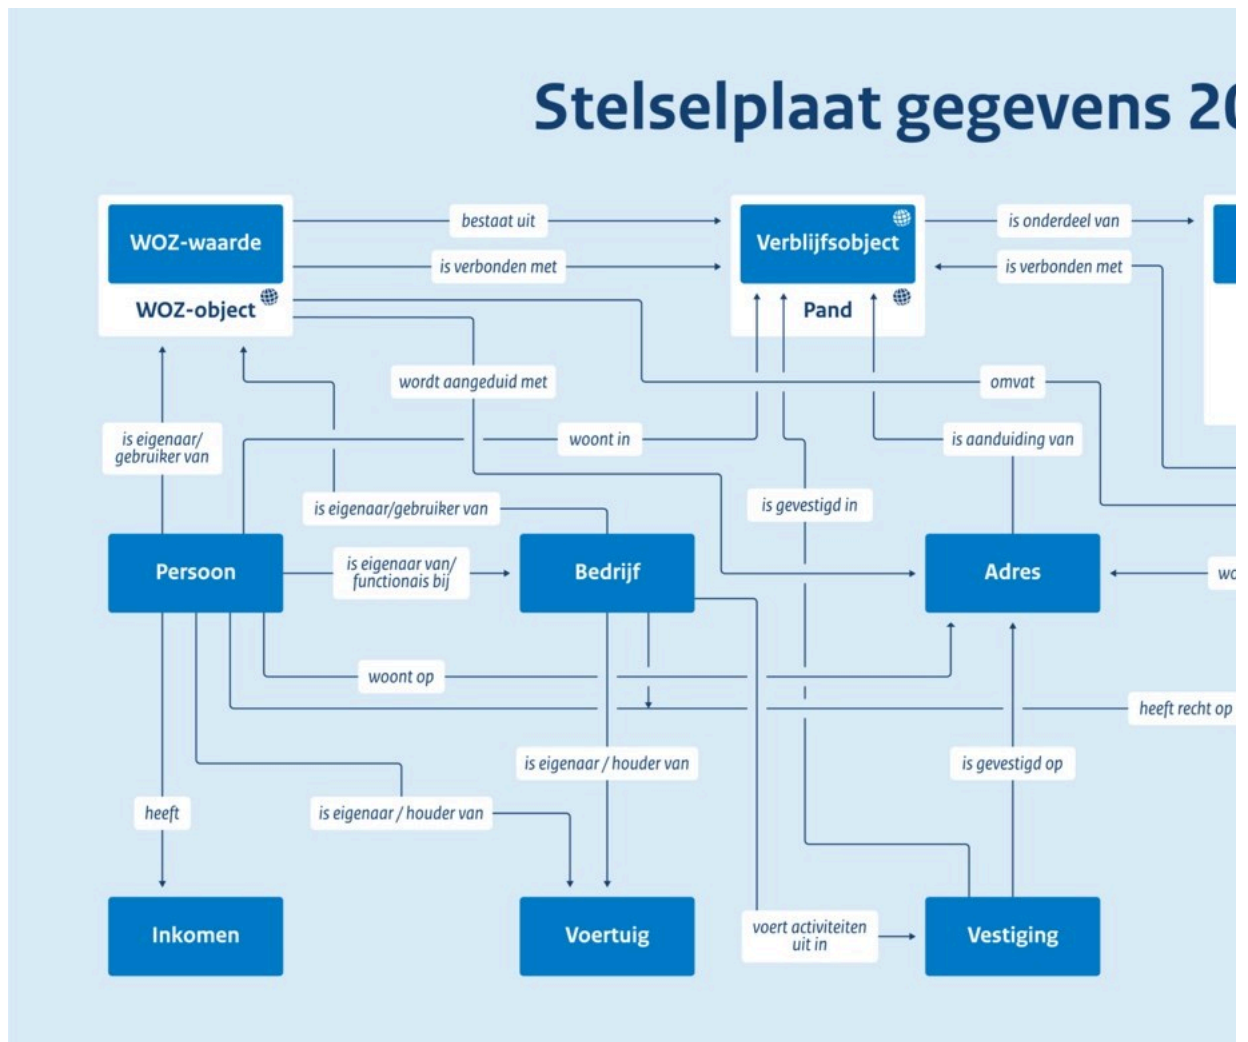 Stelselplaat gegevens 20
WOZ-waarde
WOZ-object
bestaat uit
is verbonden met
Verblijfsobject
Pand
is onderdeel van
is verbonden met
wordt aangeduid met
omvat
is eigenaar/
gebruiker van
woont in
is aanduiding van
is eigenaar/gebruiker van
is gevestigd in
Persoon
is eigenaar van/
functionais bij
Bedrijf
Adres
wo
woont op
heeft recht op
is eigenaar / houder van
is gevestigd op
heeft
is eigenaar / houder van
Inkomen
Voertuig
voert activiteiten
uit in
Vestiging